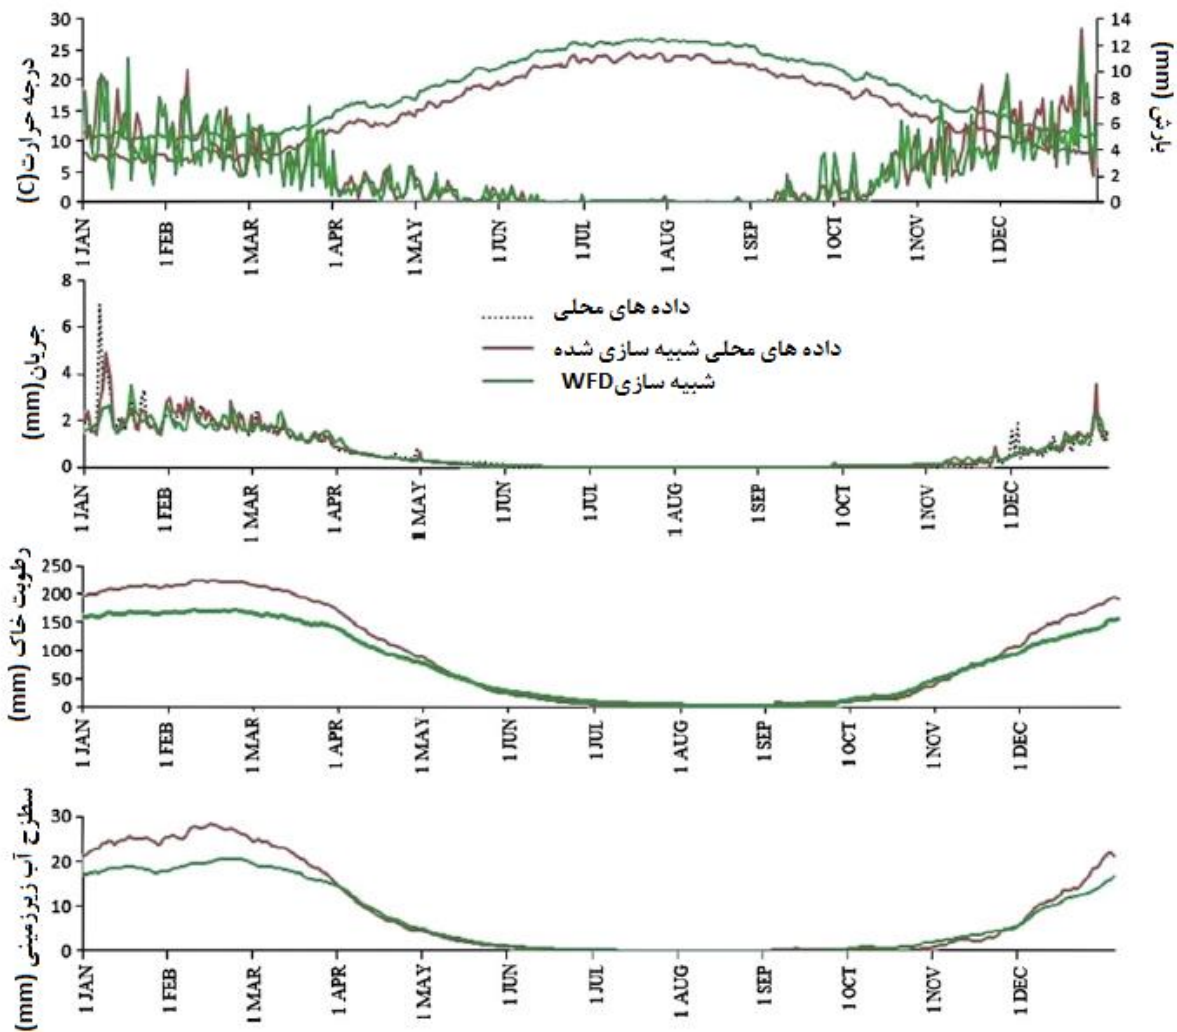 درجه حرارت(C)
30
25
20
15
10
5
0
14
12
10
8
6
4
2
0
بارش (mm)
1 JAN
1 FEB
1 MAR
1 APR
1 MAY
1 JUN
1 JUL
1 AUG
1 SEP
1 OCT
1 NOV
1 DEC
جریان(mm)
8
6
4
2
0
داده های محلی
داده های محلی شبیه سازی شده
شبیه سازیWFD
1 JAN
1 FEB
1 MAR
1 APR
1 MAY
1 JUN
1 JUL
1 AUG
1 SEP
1 OCT
1 NOV
1 DEC
رطوبت خاک (mm)
250
200
150
100
50
0
1 JAN
1 FEB
1 MAR
1 APR
1 MAY
1 JUN
1 JUL
1 AUG
1 SEP
1 OCT
1 NOV
1 DEC
سطزح آب زیرزمینی (mm)
30
20
10
0
1 JAN
1 FEB
1 MAR
1 APR
1 MAY
1 JUN
1 JUL
1 AUG
1 SEP
1 OCT
1 NOV
1 DEC